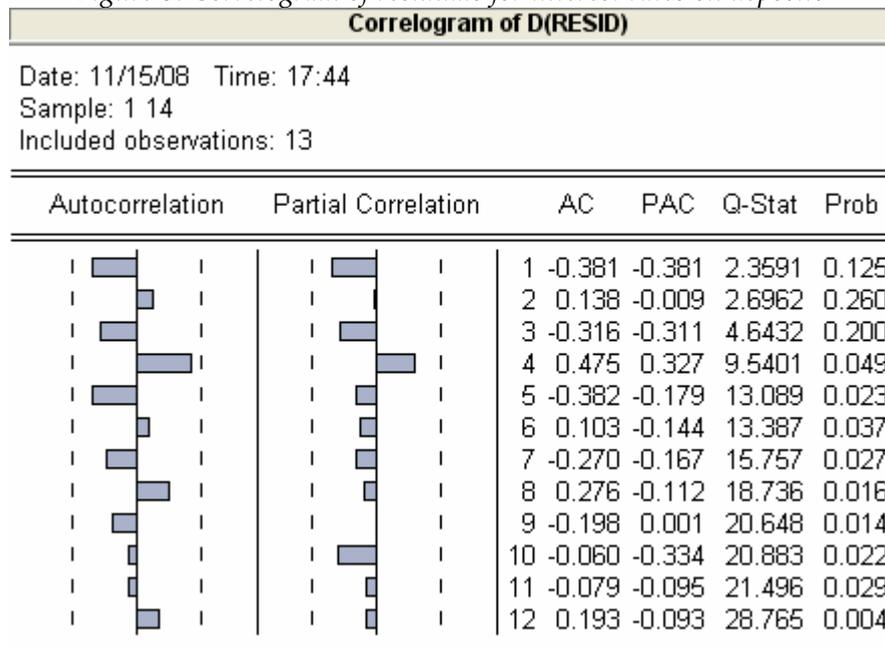 Correlogram of D(RESID)
Date: 11/15/08 Time: 17:44
Sample: 1 14
Included observations: 13
Autocorrelation Partial Correlation AC PAC Q-Stat Prob
1 -0.381 -0.381 2.3591 0.125
2 0.138 -0.009 2.6962 0.260
3 -0.316 -0.311 4.6432 0.200
4 0.475 0.327 9.5401 0.049
5 -0.382 -0.179 13.089 0.023
6 0.103 -0.144 13.387 0.037
7 -0.270 -0.167 15.757 0.027
8 0.276 -0.112 18.736 0.016
9 -0.198 0.001 20.648 0.014
10 -0.060 -0.334 20.883 0.022
11 -0.079 -0.095 21.496 0.029
12 0.193 -0.093 28.765 0.004